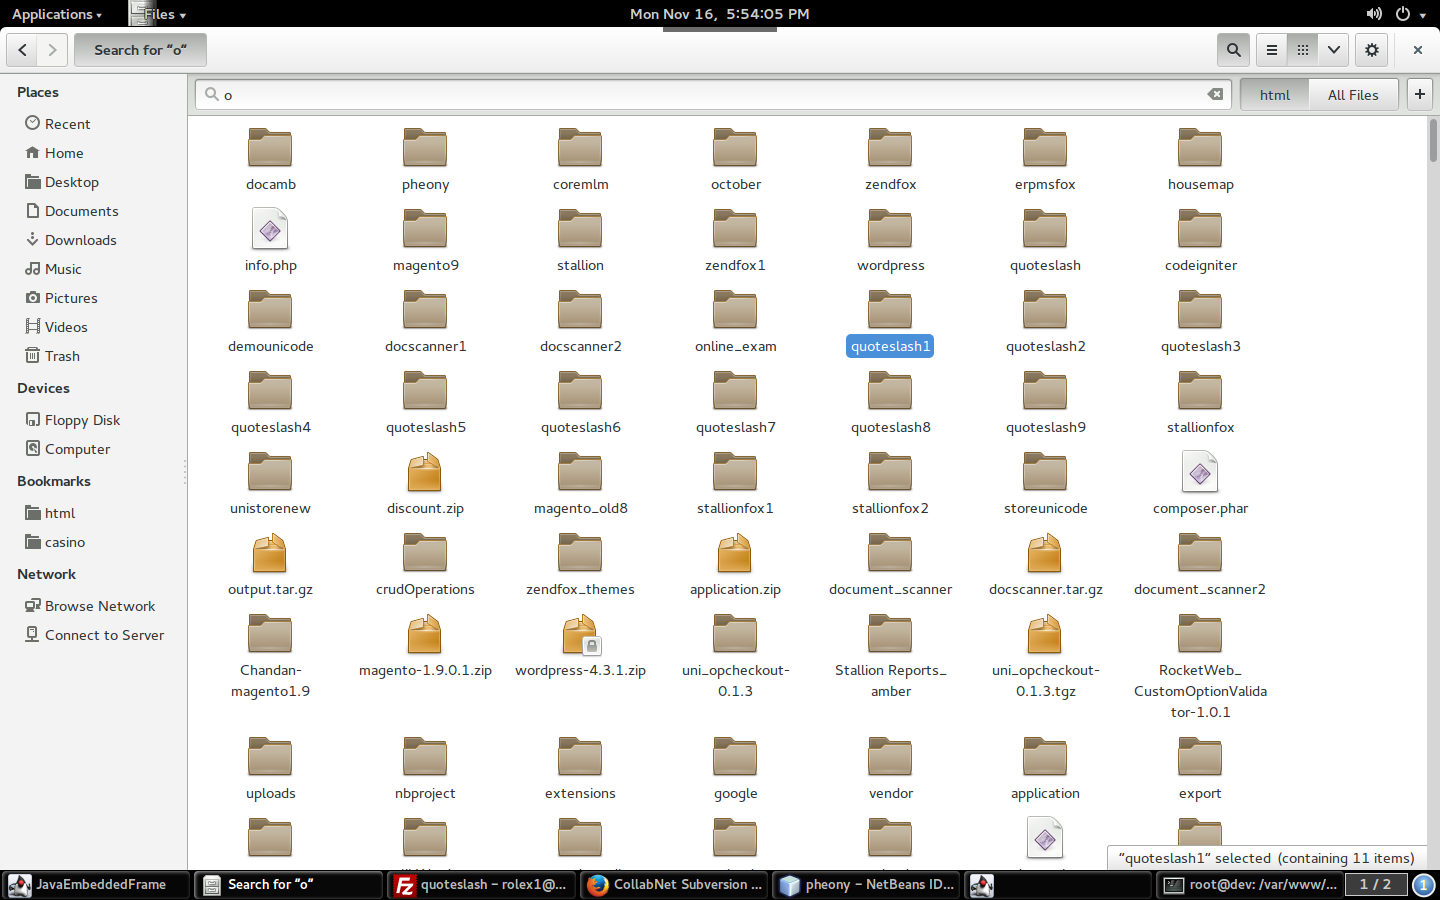 Applications Files Mon Nov 16, 5:54:05 PM
Search for “o”
Places
Recent
Home
Desktop
Documents
Downloads
Music
Pictures
Videos
Trash
Devices
Floppy Disk
Computer
Bookmarks
html
casino
Network
Browse Network
Connect to Server
o html All Files +
docamb pheony coremlm october zendfox erpmsfox housemap
info.php magento9 stallion zendfox1 wordpress quoteslash codeigniter
demounicode docscanner1 docscanner2 online_exam quoteslash1 quoteslash2 quoteslash3
quoteslash4 quoteslash5 quoteslash6 quoteslash7 quoteslash8 quoteslash9 stallionfox
unistorenew discount.zip magento_old8 stallionfox1 stallionfox2 storeunicode composer.phar
output.tar.gz crudOperations zendfox_themes application.zip document_scanner docscanner.tar.gz document_scanner2
Chandan- magento-1.9.0.1.zip wordpress-4.3.1.zip uni_opcheckout- Stallion Reports_ uni_opcheckout- RocketWeb_
magento1.9 0.1.3 amber 0.1.3.tgz CustomOptionValida
tor-1.0.1
uploads nbproject extensions google vendor application export
“quoteslash1” selected (containing 11 items)
JavaEmbeddedFrame Search for “o” quoteslash – rolex1@... CollabNet Subversion ... pheony – NetBeans ID... root@dev: /var/www/... 1 / 2 1